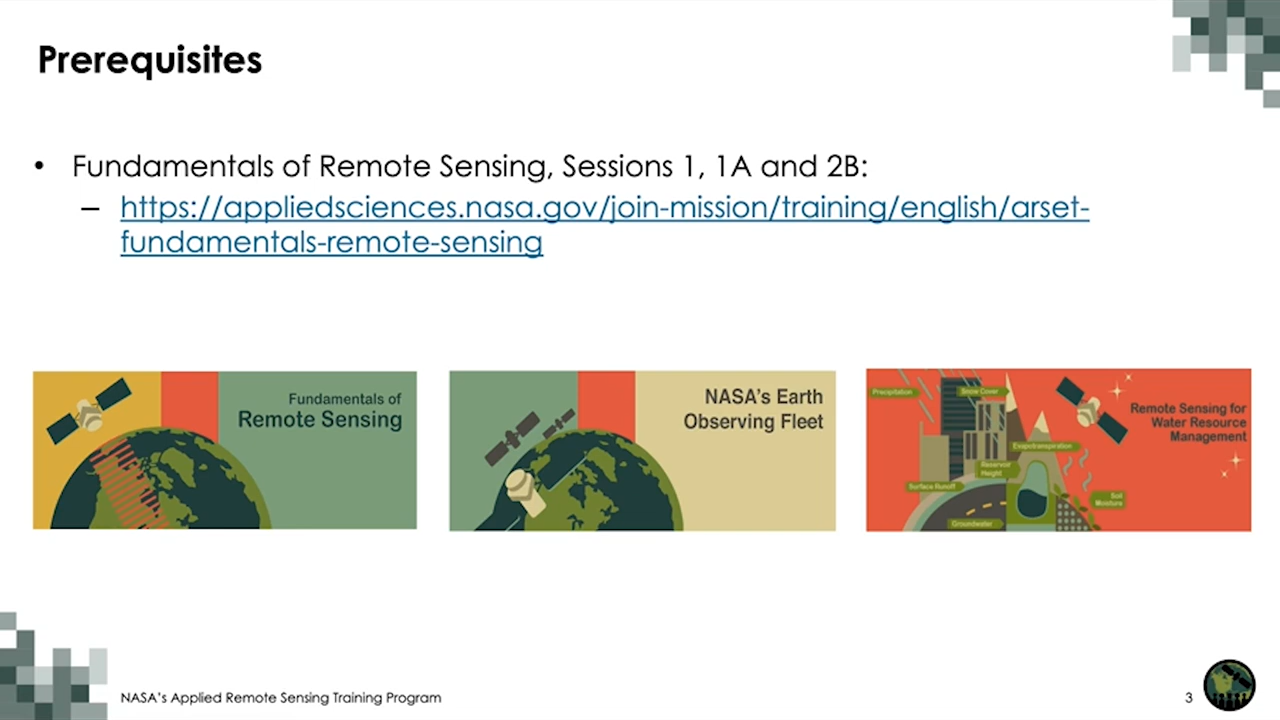 Prerequisites
• Fundamentals of Remote Sensing, Sessions 1, 1A and 2B:
– https://appliedsciences.nasa.gov/join-mission/training/english/arset-
fundamentals-remote-sensing
Fundamentals of
Remote Sensing
NASA's Earth
Observing Fleet
Precipitation
Snow Cover
Remote Sensing for
Water Resource
Management
Evapotranspiration
Reservoir
Height
Surface Runoff
Soil
Moisture
Groundwater
NASA's Applied Remote Sensing Training Program
3